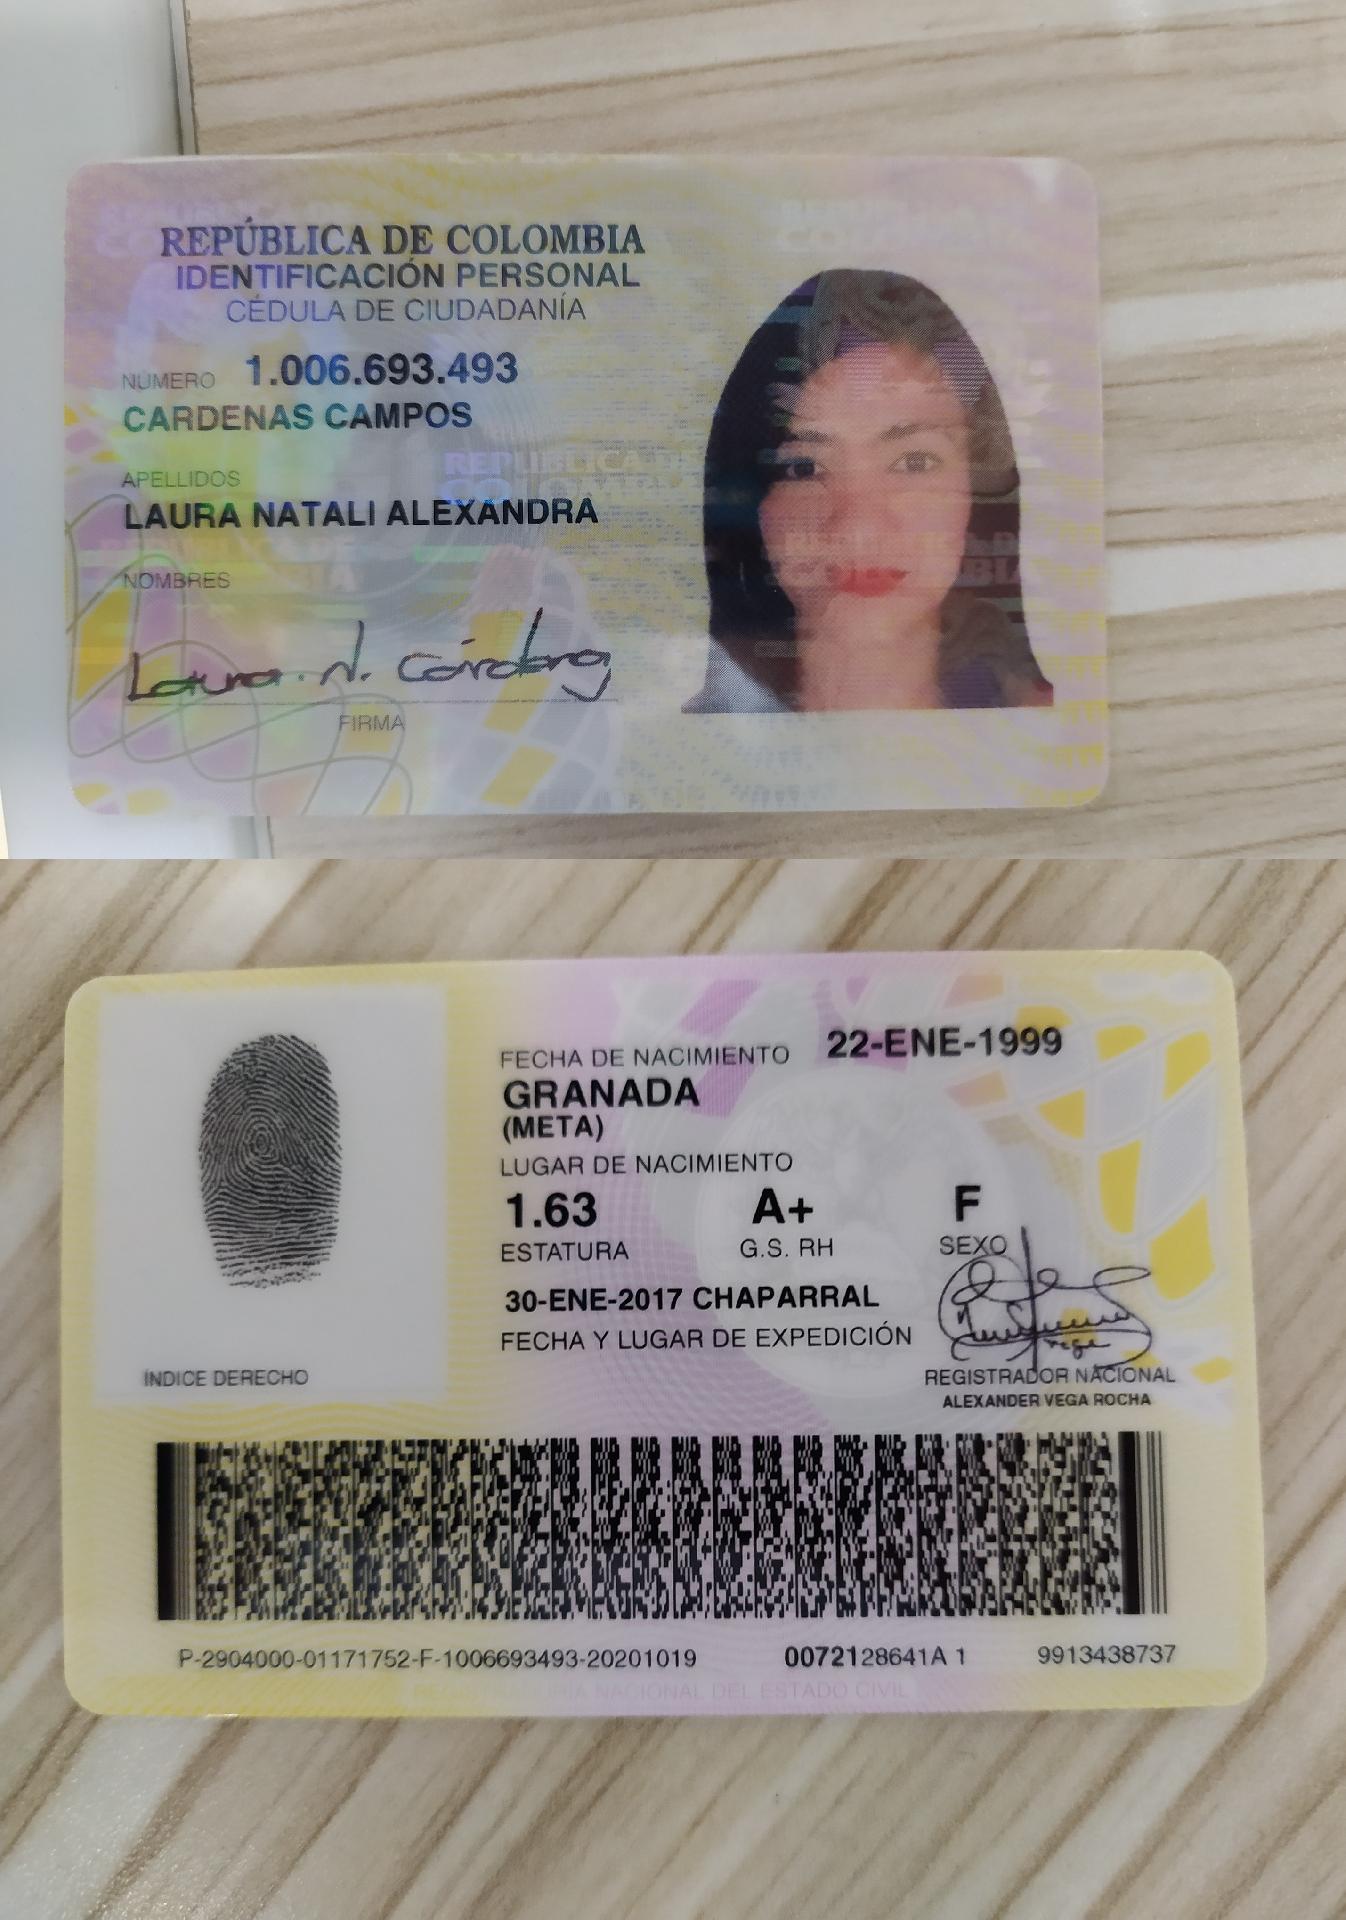 REPÚBLICA DE COLOMBIA
IDENTIFICACIÓN PERSONAL
CÉDULA DE CIUDADANÍA
NÚMERO 1.006.693.493
CARDENAS CAMPOS
APELLIDOS
LAURA NATALI ALEXANDRA
NOMBRES
Laura. N. Cárdenas
FIRMA
FECHA DE NACIMIENTO 22-ENE-1999
GRANADA
(META)
LUGAR DE NACIMIENTO
1.63 A+ F
ESTATURA G.S. RH SEXO
30-ENE-2017 CHAPARRAL
FECHA Y LUGAR DE EXPEDICIÓN
ÍNDICE DERECHO
REGISTRADOR NACIONAL
ALEXANDER VEGA ROCHA
P-2904000-01171752-F-1006693493-20201019 0072128641A 1 9913438737
REGISTRADURÍA NACIONAL DEL ESTADO CIVIL